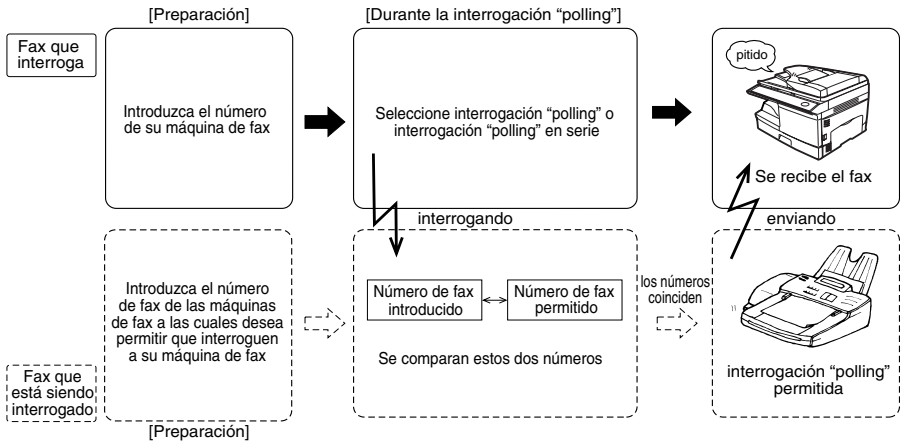 [Preparación]
[Durante la interrogación “polling”]
Fax que
interroga
Introduzca el número
de su máquina de fax
Seleccione interrogación “polling” o
interrogación “polling” en serie
pitido
Se recibe el fax
interrogando
enviando
Introduzca el número
de fax de las máquinas
de fax a las cuales desea
permitir que interroguen
a su máquina de fax
Número de fax
introducido
Número de fax
permitido
Se comparan estos dos números
los números
coinciden
interrogación “polling”
permitida
Fax que
está siendo
interrogado
[Preparación]